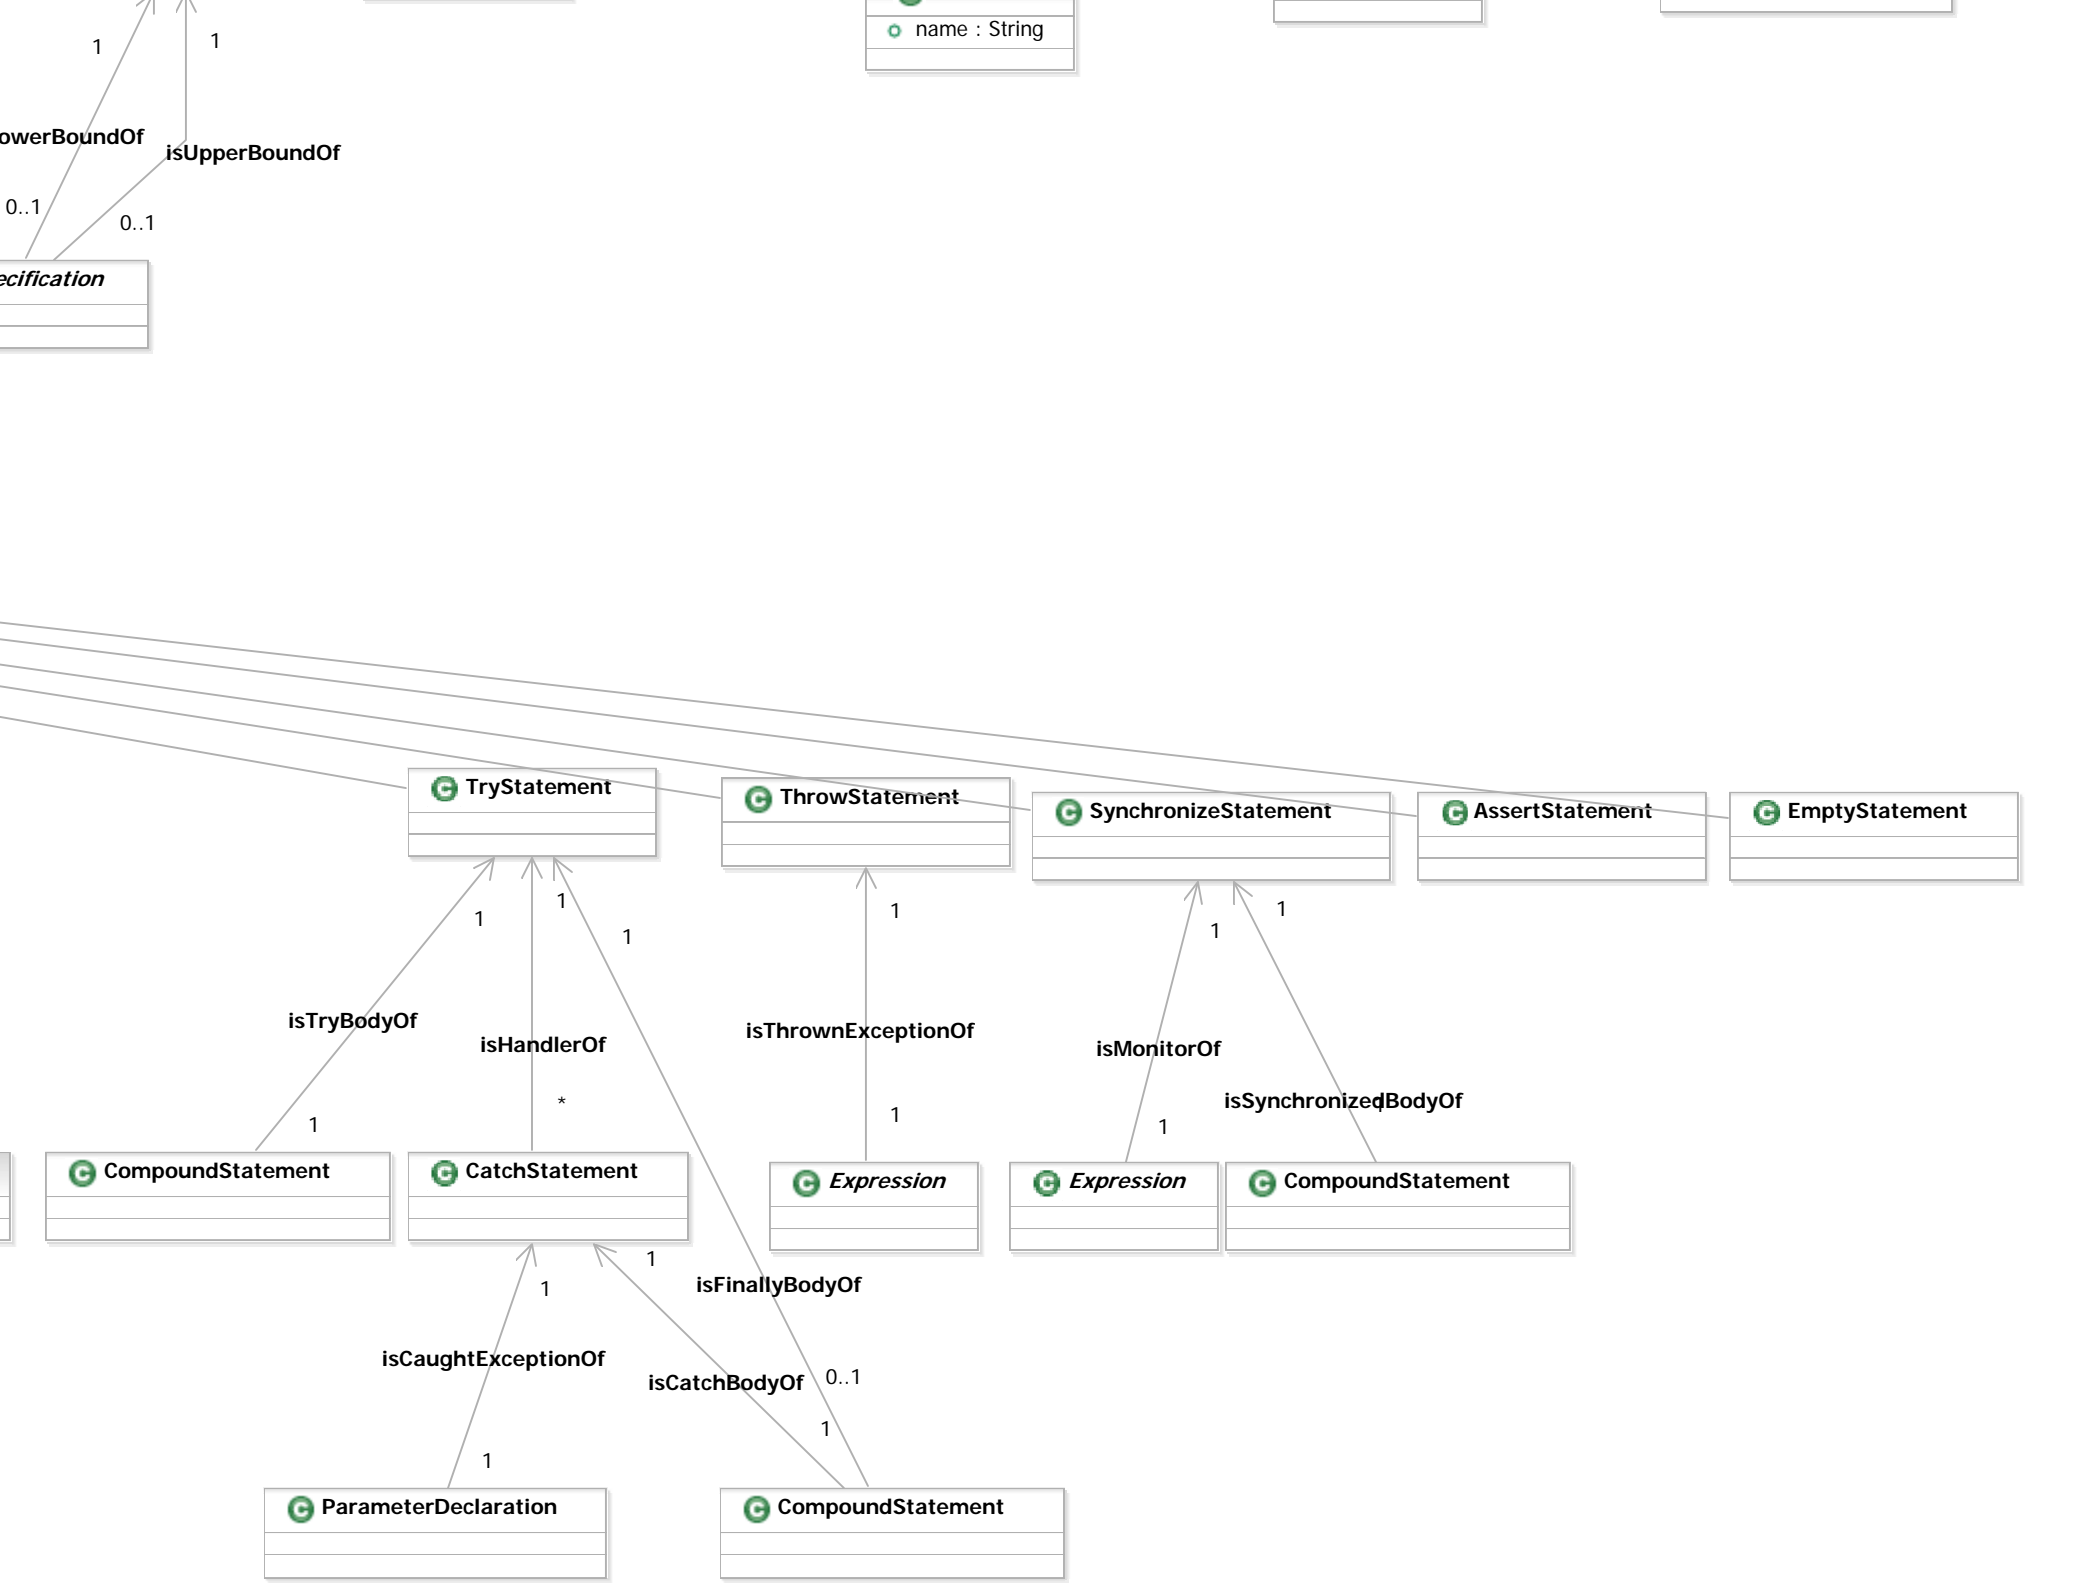 name : String
1
1
owerBoundOf
isUpperBoundOf
0..1
0..1
ecification
TryStatement
ThrowStatement
SynchronizeStatement
AssertStatement
EmptyStatement
1
1
1
1
1
1
isTryBodyOf
isHandlerOf
isThrownExceptionOf
isMonitorOf
isSynchronizedBodyOf
*
1
1
1
CompoundStatement
CatchStatement
Expression
Expression
CompoundStatement
1
1
isFinallyBodyOf
isCaughtExceptionOf
isCatchBodyOf
0..1
1
1
ParameterDeclaration
CompoundStatement